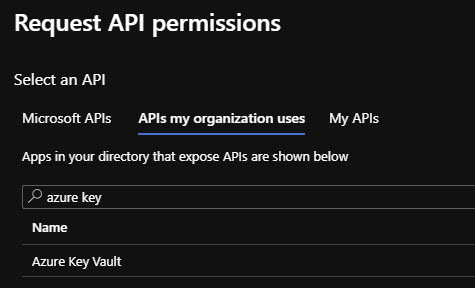 Request API permissions
Select an API
Microsoft APIs APIs my organization uses My APIs
Apps in your directory that expose APIs are shown below
azure key
Name
Azure Key Vault